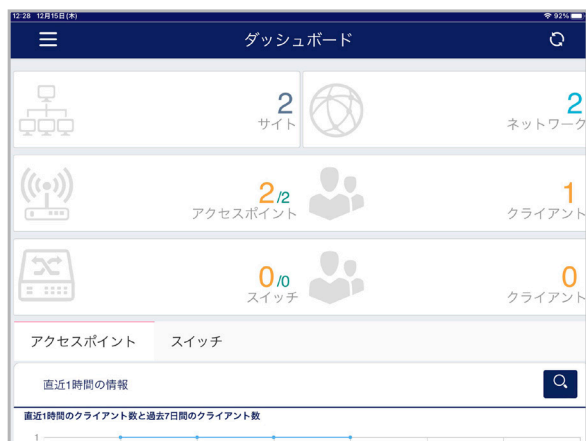 12:28 12月15日(木)
92%
ダッシュボード
2
サイト
2
ネットワーク
2/2
アクセスポイント
1
クライアント
0/0
スイッチ
0
クライアント
アクセスポイント スイッチ
直近1時間の情報
直近1時間のクライアント数と過去7日間のクライアント数
1